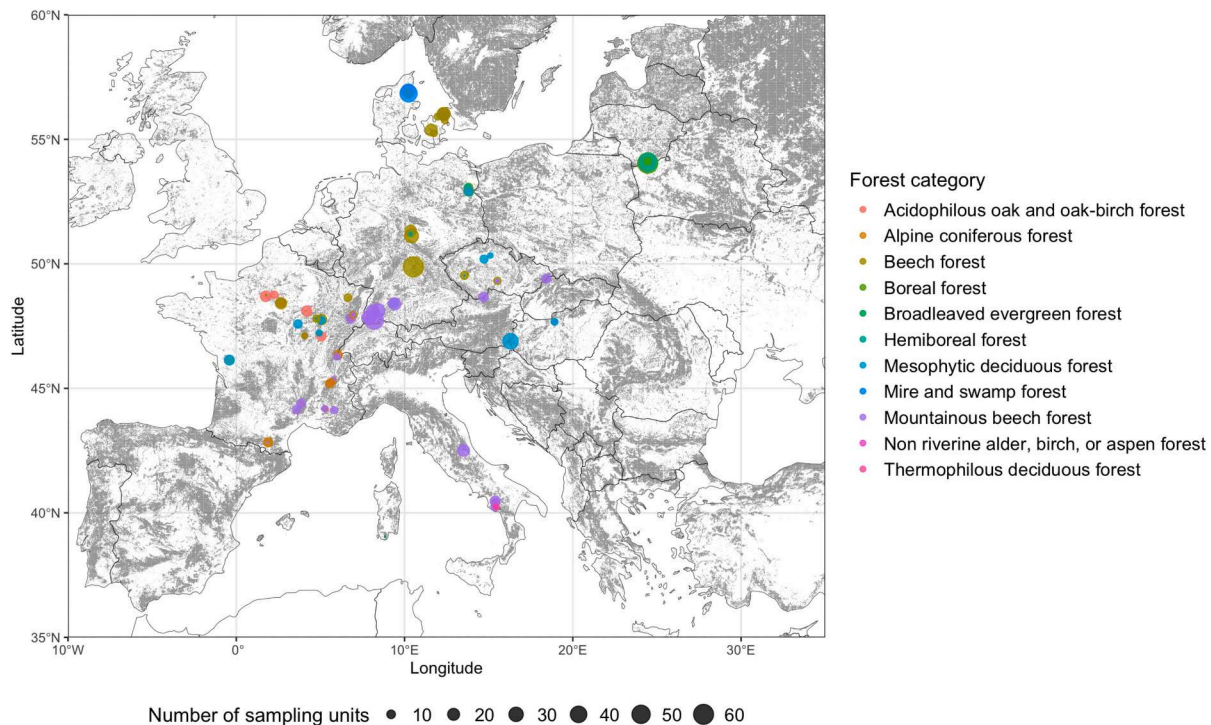 60°N
55°N
50°N
45°N
40°N
35°N
Latitude
10°W
0°
10°E
20°E
30°E
Longitude
Forest category
Acidophilous oak and oak-birch forest
Alpine coniferous forest
Beech forest
Boreal forest
Broadleaved evergreen forest
Hemiboreal forest
Mesophytic deciduous forest
Mire and swamp forest
Mountainous beech forest
Non riverine alder, birch, or aspen forest
Thermophilous deciduous forest
Number of sampling units 10 20 30 40 50 60